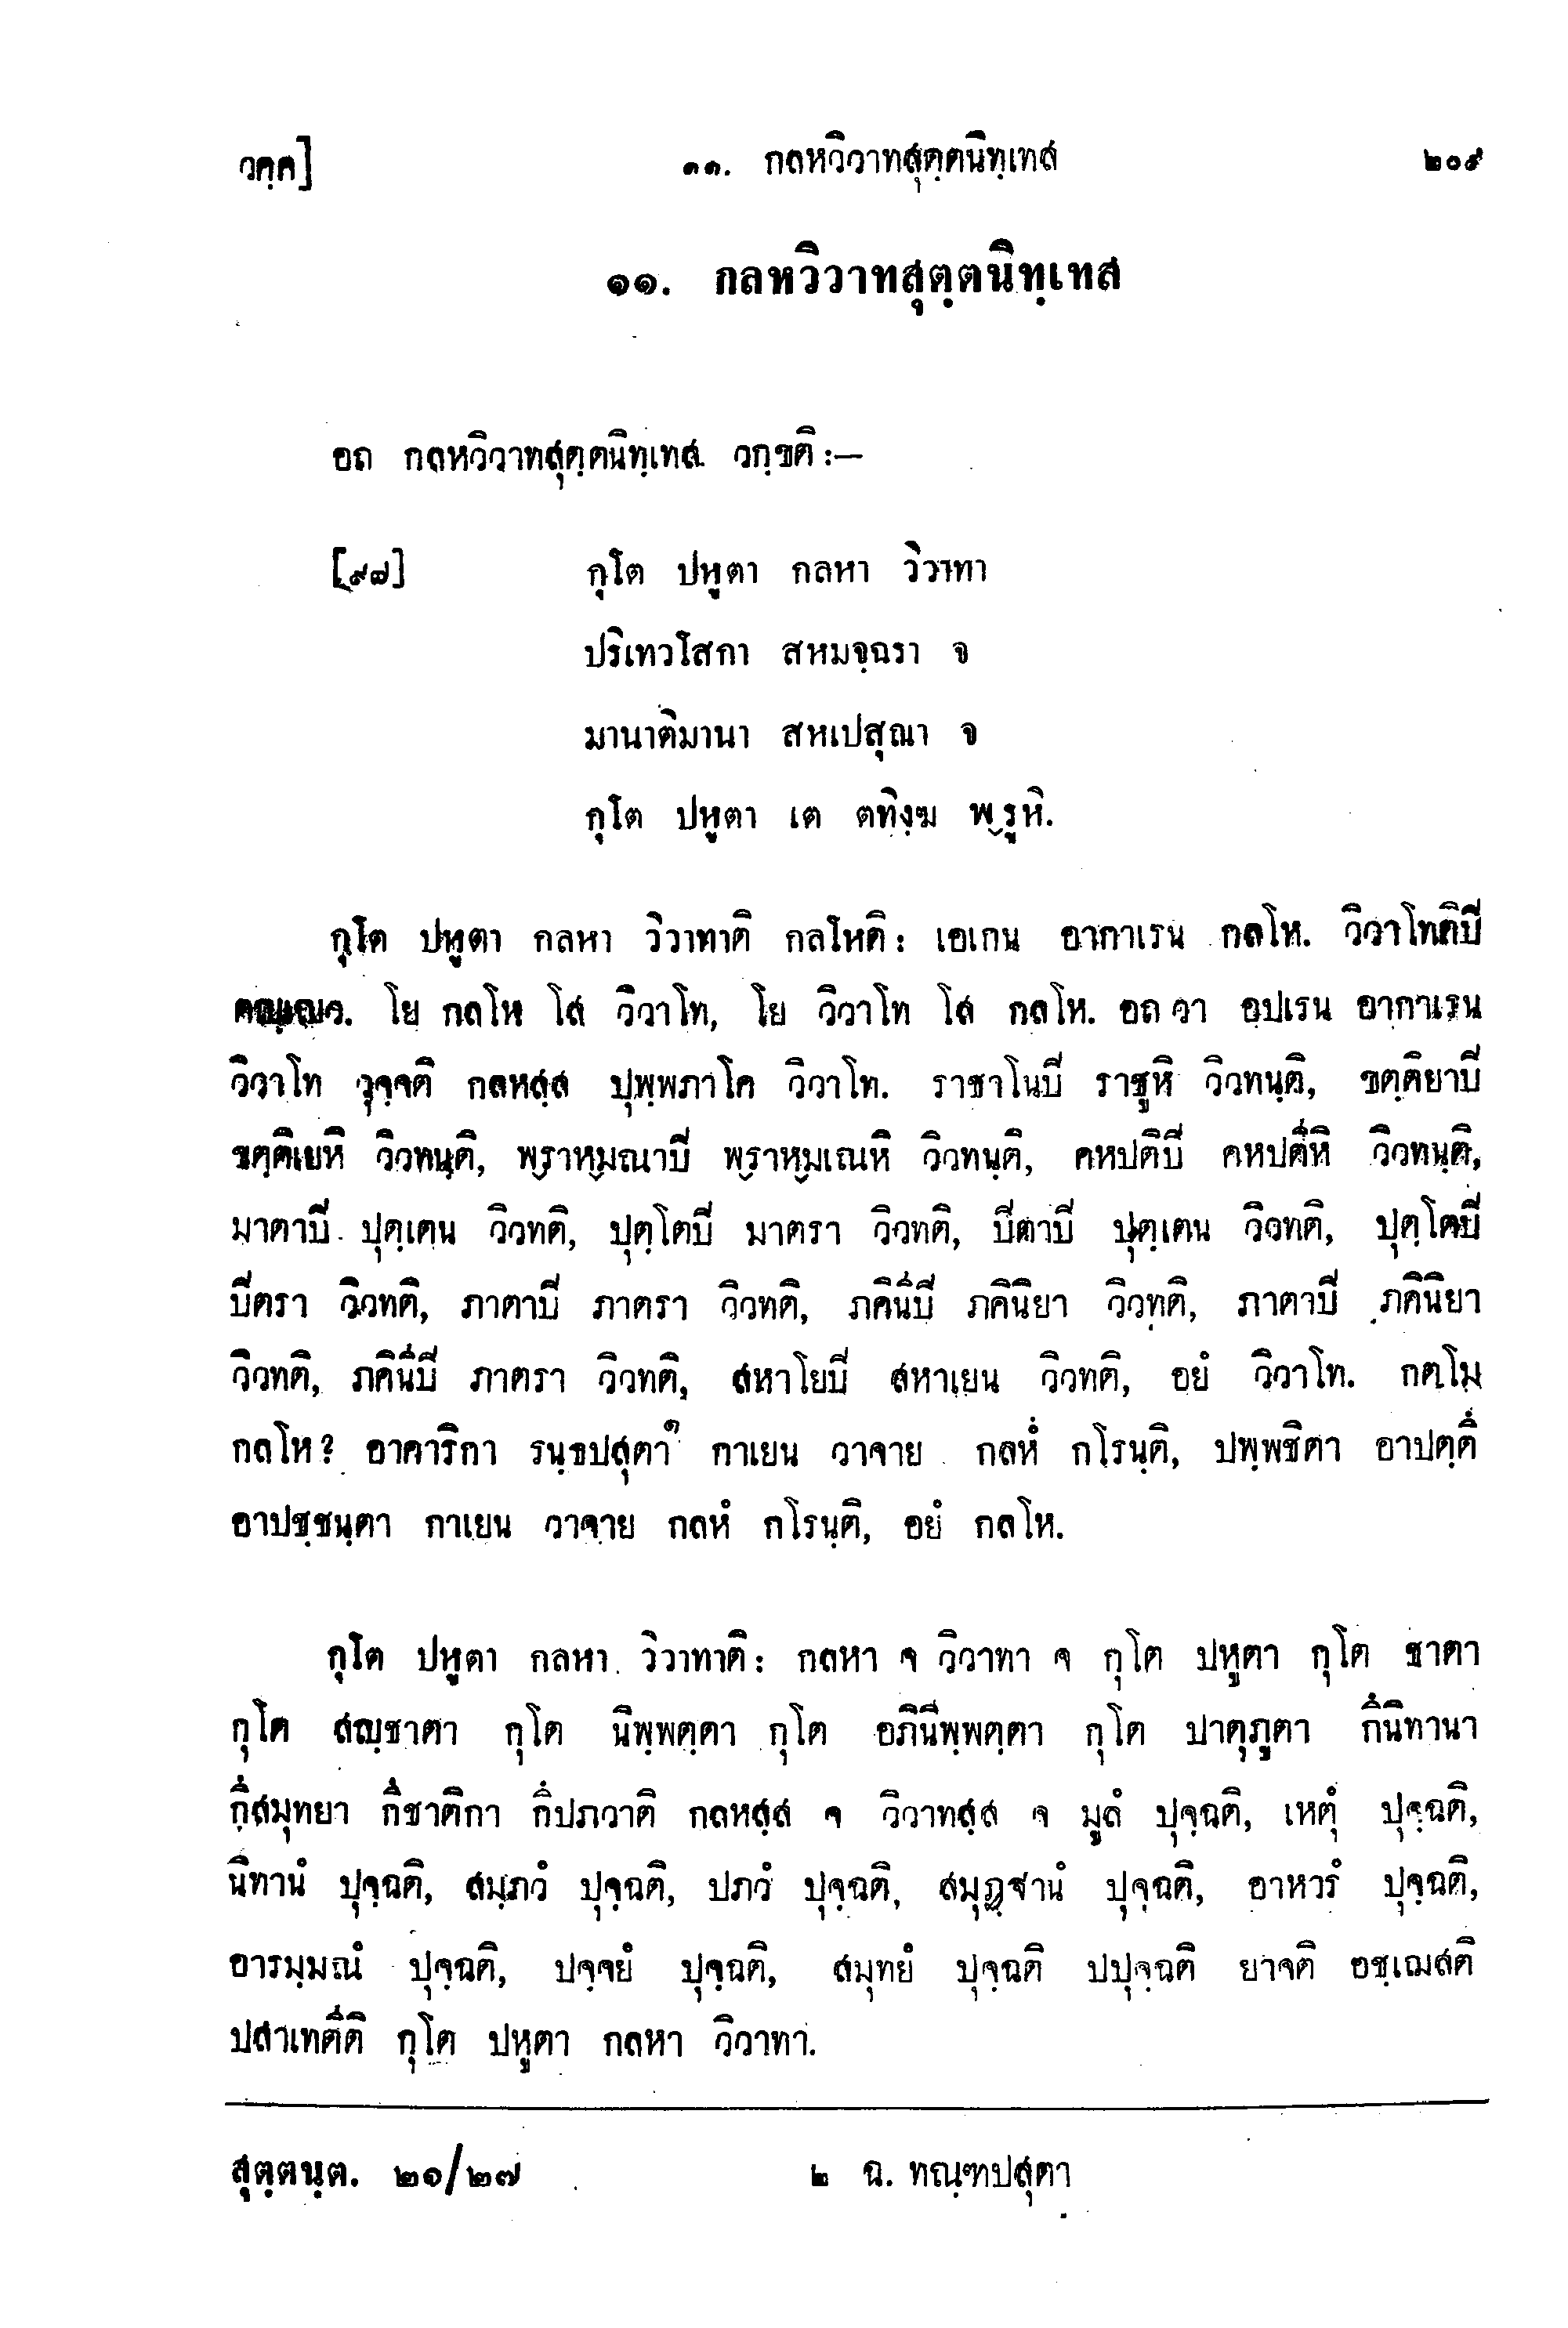 วคฺค] ๑๑. กลหวิวาทสุตฺตนิทฺเทส ๒๐๙
๑๑. กลหวิวาทสุตฺตนิทฺเทส
อถ กลหวิวาทสุตฺตนิทฺเทส วกฺขติ :—
[๙๘] กุโต ปหูตา กลหา วิวาทา
ปริเทวโสกา สหมจฺฉรา จ
มานาติมานา สหเปสุณา จ
กุโต ปหูตา เต ตทิงฺฆ พฺรูหิ.
กุโต ปหูตา กลหา วิวาทาติ กลโหติ : เอเกน อากาเรน กลโห. วิวาโทติปิ
ตญฺเญว. โย กลโห โส วิวาโท, โย วิวาโท โส กลโห. อถ วา อปเรน อากาเรน
วิวาโท วุจฺจติ กลหสฺส ปุพฺพภาโค วิวาโท. ราชาโนปิ ราชูหิ วิวทนฺติ, ขตฺติยาปิ
ขตฺติเยหิ วิวทนฺติ, พฺราหฺมณาปิ พฺราหฺมเณหิ วิวทนฺติ, คหปติปิ คหปตีหิ วิวทนฺติ,
มาตาปิ ปุตฺเตน วิวทติ, ปุตฺโตปิ มาตรา วิวทติ, ปิตาปิ ปุตฺเตน วิวทติ, ปุตฺโตปิ
ปิตรา วิวทติ, ภาตาปิ ภาตรา วิวทติ, ภคินีปิ ภคินิยา วิวทติ, ภาตาปิ ภคินิยา
วิวทติ, ภคินีปิ ภาตรา วิวทติ, สหาโยปิ สหาเยน วิวทติ, อยํ วิวาโท. กตโม
กลโห? อาคาริกา รนฺธปสุตา๒ กาเยน วาจาย กลหํ กโรนฺติ, ปพฺพชิตา อาปตฺตึ
อาปชฺชนฺตา กาเยน วาจาย กลหํ กโรนฺติ, อยํ กลโห.
กุโต ปหูตา กลหา วิวาทาติ : กลหา จ วิวาทา จ กุโต ปหูตา กุโต ชาตา
กุโต สญฺชาตา กุโต นิพฺพตฺตา กุโต อภินิพฺพตฺตา กุโต ปาตุภูตา กึนิทานา
กึสมุทยา กึชาติกา กึปภวาติ กลหสฺส จ วิวาทสฺส จ มูลํ ปุจฺฉติ, เหตุํ ปุจฺฉติ,
นิทานํ ปุจฺฉติ, สมฺภวํ ปุจฺฉติ, ปภวํ ปุจฺฉติ, สมุฏฺฐานํ ปุจฺฉติ, อาหารํ ปุจฺฉติ,
อารมฺมณํ ปุจฺฉติ, ปจฺจยํ ปุจฺฉติ, สมุทยํ ปุจฺฉติ ปปุจฺฉติ ยาจติ อชฺเฌสติ
ปสาเทตีติ กุโต ปหูตา กลหา วิวาทา.
สุตฺตนฺต. ๒๑/๒๗ ๒ ฉ. ทณฺฑปสุตา